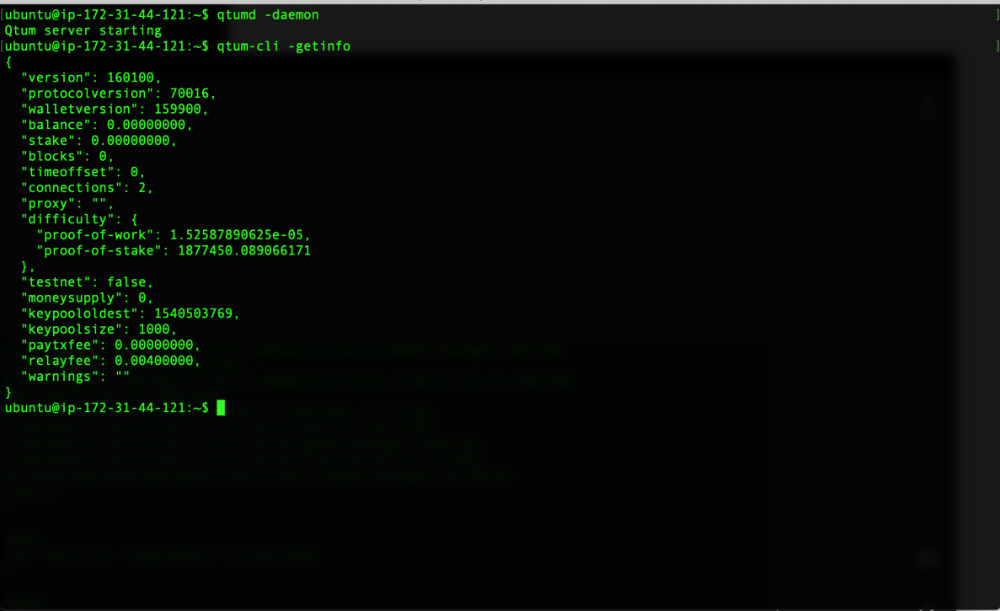 [ubuntu@ip-172-31-44-121:~$ qtumd -daemon ]
Qtum server starting
[ubuntu@ip-172-31-44-121:~$ qtum-cli -getinfo ]
{
  "version": 160100,
  "protocolversion": 70016,
  "walletversion": 159900,
  "balance": 0.00000000,
  "stake": 0.00000000,
  "blocks": 0,
  "timeoffset": 0,
  "connections": 2,
  "proxy": "",
  "difficulty": {
    "proof-of-work": 1.52587890625e-05,
    "proof-of-stake": 1877450.089066171
  },
  "testnet": false,
  "moneysupply": 0,
  "keypoololdest": 1540503769,
  "keypoolsize": 1000,
  "paytxfee": 0.00000000,
  "relayfee": 0.00400000,
  "warnings": ""
}
ubuntu@ip-172-31-44-121:~$